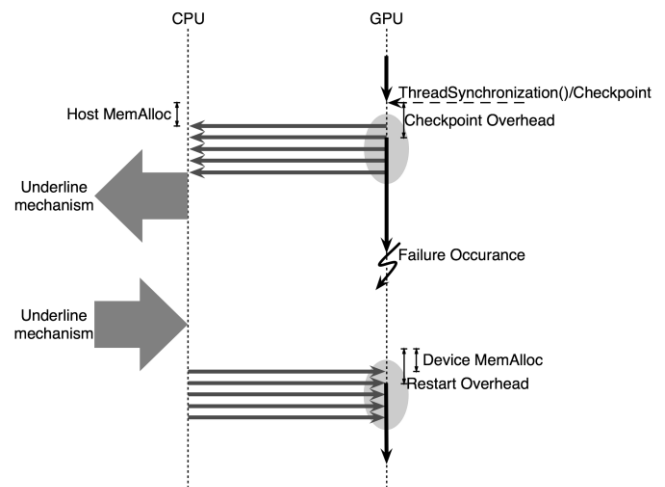 CPU
GPU
ThreadSynchronization()/Checkpoint
Host MemAlloc
Checkpoint Overhead
Underline
mechanism
Failure Occurance
Underline
mechanism
Device MemAlloc
Restart Overhead